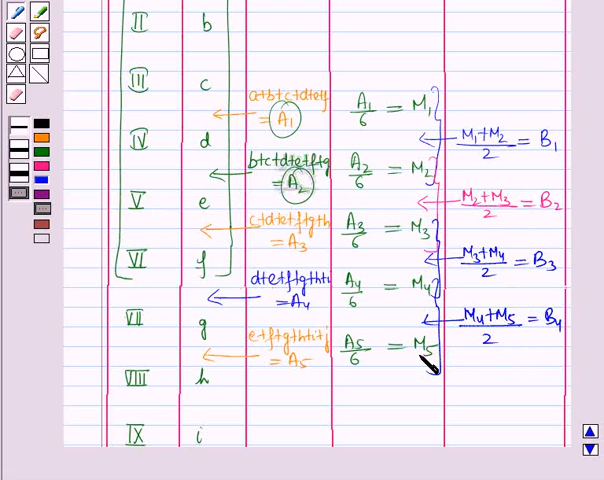 II b
III c
a+b+c+d+e+f
= A1
A1/6 = M1
IV d
(M1+M2)/2 = B1
b+c+d+e+f+g
= A2
A2/6 = M2
V e
(M2+M3)/2 = B2
c+d+e+f+g+h
= A3
A3/6 = M3
VI f
(M3+M4)/2 = B3
d+e+f+g+h+i
= A4
A4/6 = M4
VII g
(M4+M5)/2 = B4
e+f+g+h+i+j
= A5
A5/6 = M5
VIII h
IX i